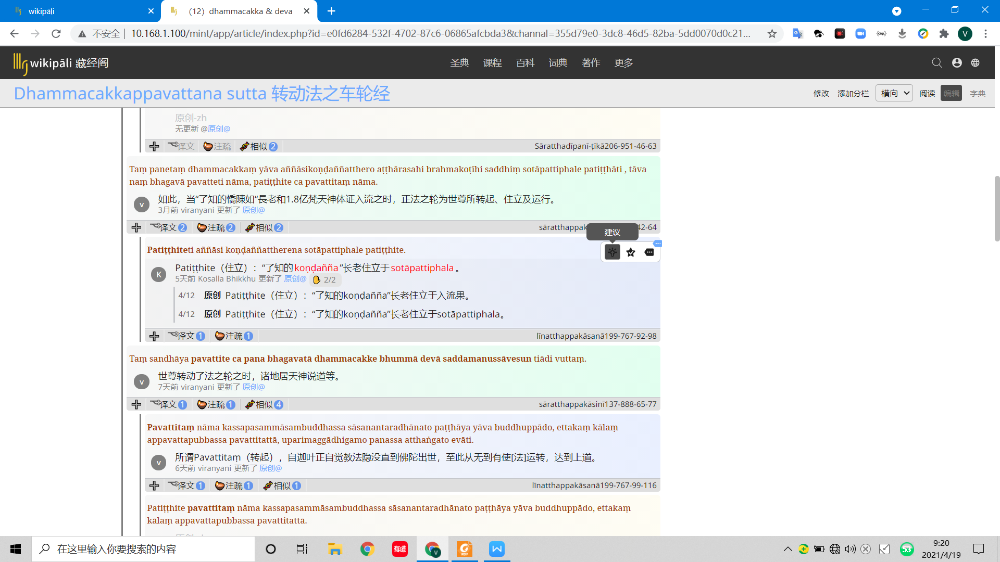 wikipāḷi
（12）dhammacakka & deva
不安全 | 10.168.1.100/mint/app/article/index.php?id=e0fd6284-532f-4702-87c6-06865afcbda3&channal=355d79e0-3dc8-46d5-82ba-5dd0070d0c21...
wikipāli 藏经阁
圣典 课程 百科 词典 著作 更多
Dhammacakkappavattana sutta 转动法之车轮经
修改 添加分栏 横向 阅读 编辑 字典
原创-zh
无更新 @原创@
译文 注疏 相似 2 Sāratthadīpanī-ṭīkā206-951-46-63
Taṃ panetaṃ dhammacakkaṃ yāva aññāsikoṇḍaññatthero aṭṭhārasahi brahmakoṭīhi saddhiṃ sotāpattiphale patiṭṭhāti , tāva
naṃ bhagavā pavatteti nāma, patiṭṭhite ca pavattitaṃ nāma.
v
如此，当“了知的憍陳如“長老和1.8亿梵天神体证入流之时，正法之轮为世尊所转起、住立及运行。
3月前 viranyani 更新了 原创@
译文 2 注疏 2 相似 2 sāratthappak 42-64
建议
Patiṭṭhiteti aññāsi koṇḍaññattherena sotāpattiphale patiṭṭhite.
K
Patiṭṭhite（住立）：“了知的koṇḍañña”长老住立于sotāpattiphala。
5天前 Kosalla Bhikkhu 更新了 原创@ 2/2
4/12 原创 Patiṭṭhite（住立）：“了知的koṇḍañña”长老住立于入流果。
4/12 原创 Patiṭṭhite（住立）：“了知的koṇḍañña”长老住立于sotāpattiphala。
译文 1 注疏 1 līnatthappakāsanā199-767-92-98
Taṃ sandhāya pavattite ca pana bhagavatā dhammacakke bhummā devā saddamanussāvesun tiādi vuttaṃ.
v
世尊转动了法之轮之时，诸地居天神说道等。
7天前 viranyani 更新了 原创@
译文 1 注疏 1 相似 4 sāratthappakāsinī137-888-65-77
Pavattitaṃ nāma kassapasammāsambuddhassa sāsanantaradhānato paṭṭhāya yāva buddhuppādo, ettakaṃ kālaṃ
appavattapubbassa pavattitattā, uparimaggādhigamo panassa atthaṅgato evāti.
v
所谓Pavattitaṃ（转起），自迦叶正自觉教法隐没直到佛陀出世，至此从无到有使[法]运转，达到上道。
6天前 viranyani 更新了 原创@
译文 1 注疏 1 相似 1 līnatthappakāsanā199-767-99-116
Patiṭṭhite pavattitaṃ nāma kassapasammāsambuddhassa sāsanantaradhānato paṭṭhāya yāva buddhuppādo, ettakaṃ
kālaṃ appavattapubbassa pavattitattā.
在这里输入你要搜索的内容
有道
PDF
53
9:20
2021/4/19